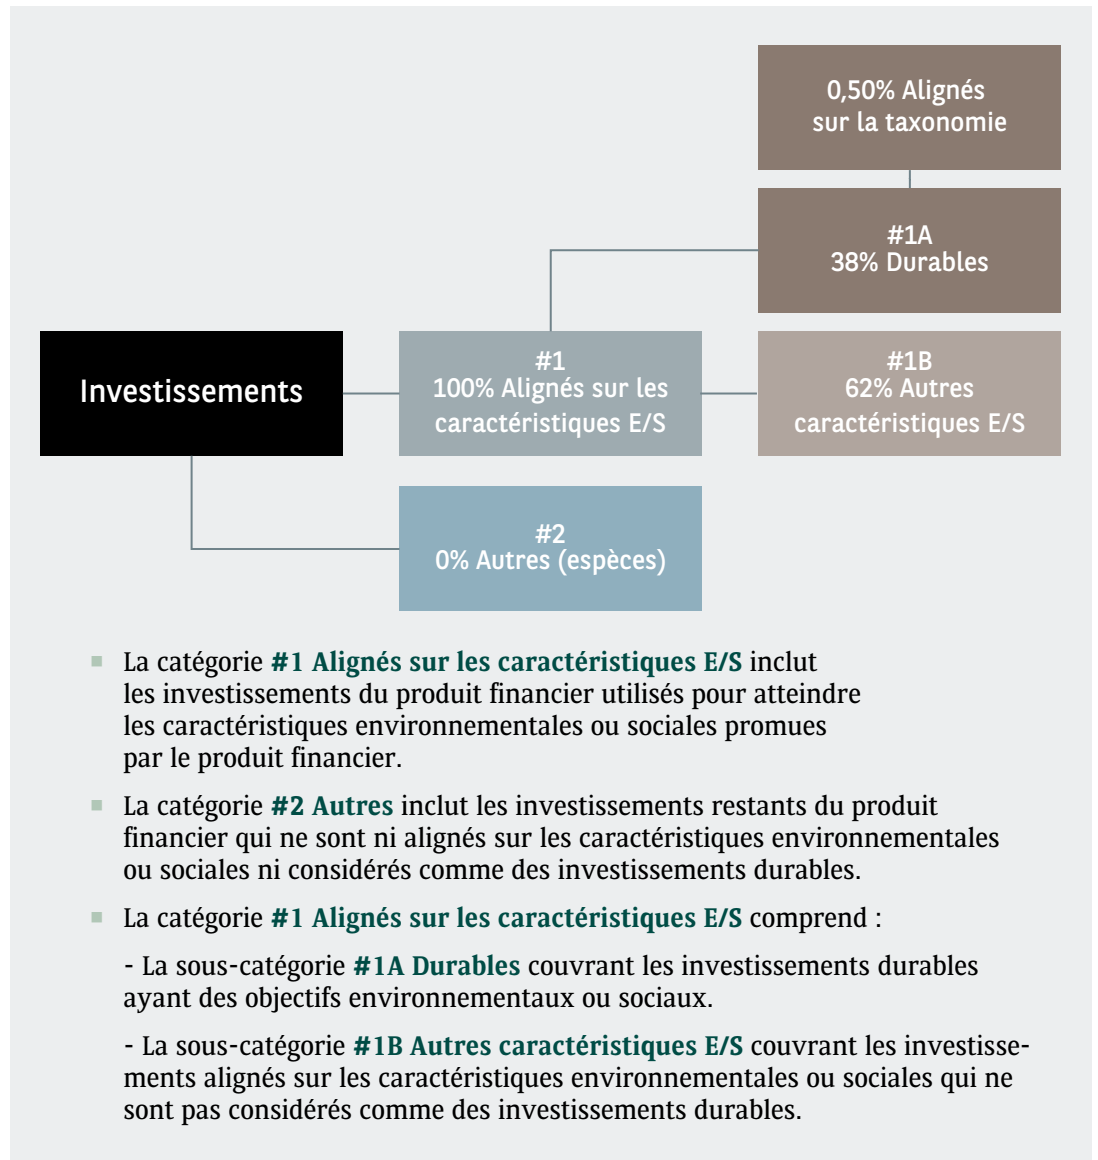 0,50% Alignés
sur la taxonomie
#1A
38% Durables
Investissements
#1
100% Alignés sur les
caractéristiques E/S
#1B
62% Autres
caractéristiques E/S
#2
0% Autres (espèces)
La catégorie #1 Alignés sur les caractéristiques E/S inclut
les investissements du produit financier utilisés pour atteindre
les caractéristiques environnementales ou sociales promues
par le produit financier.
La catégorie #2 Autres inclut les investissements restants du produit
financier qui ne sont ni alignés sur les caractéristiques environnementales
ou sociales ni considérés comme des investissements durables.
La catégorie #1 Alignés sur les caractéristiques E/S comprend :
- La sous-catégorie #1A Durables couvrant les investissements durables
ayant des objectifs environnementaux ou sociaux.
- La sous-catégorie #1B Autres caractéristiques E/S couvrant les investisse-
ments alignés sur les caractéristiques environnementales ou sociales qui ne
sont pas considérés comme des investissements durables.